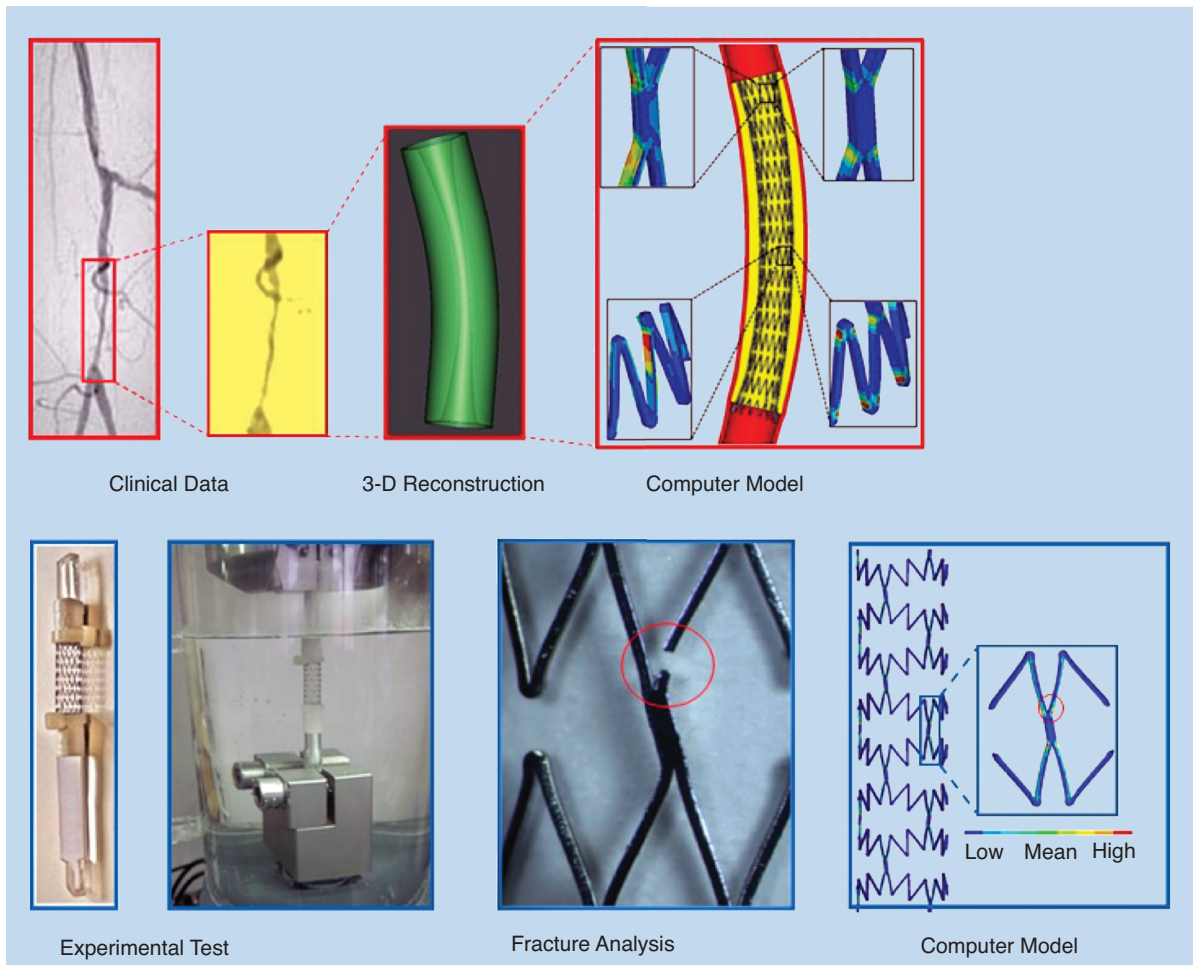 Clinical Data
3-D Reconstruction
Computer Model
Low Mean High
Experimental Test
Fracture Analysis
Computer Model